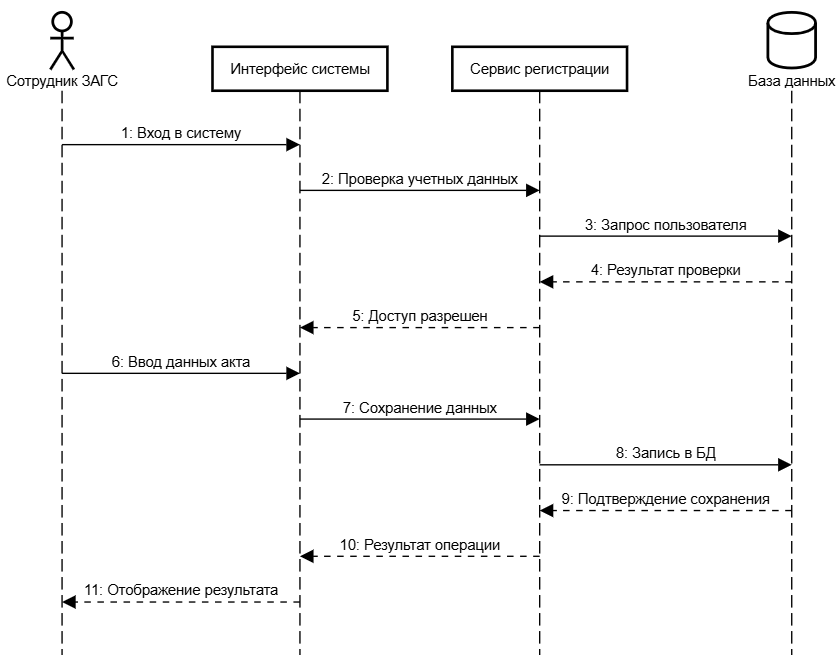 Сотрудник ЗАГС
Интерфейс системы
Сервис регистрации
База данных
1: Вход в систему
2: Проверка учетных данных
3: Запрос пользователя
4: Результат проверки
5: Доступ разрешен
6: Ввод данных акта
7: Сохранение данных
8: Запись в БД
9: Подтверждение сохранения
10: Результат операции
11: Отображение результата